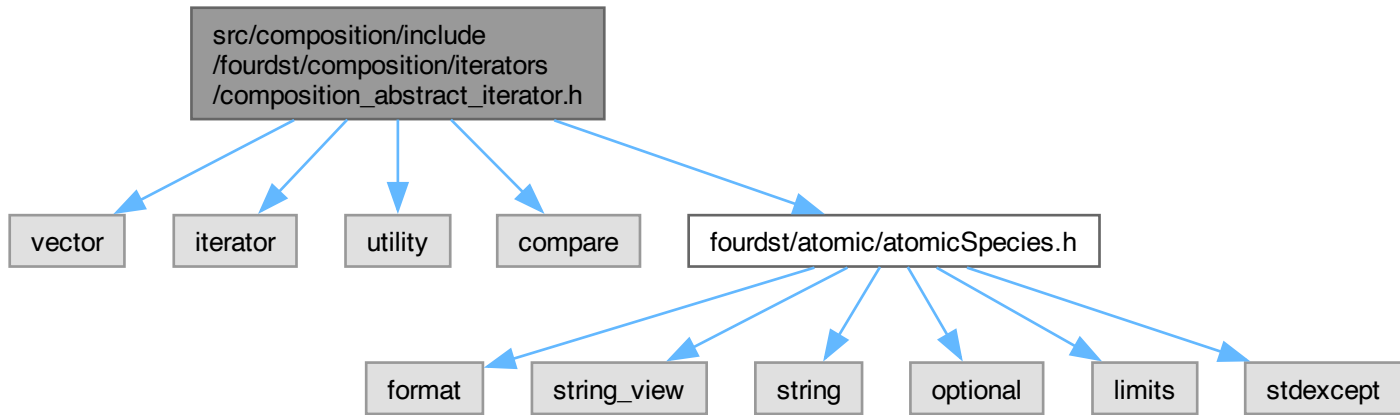 src/composition/include
/fourdst/composition/iterators
/composition_abstract_iterator.h
vector
iterator
utility
compare
fourdst/atomic/atomicSpecies.h
format
string_view
string
optional
limits
stdexcept